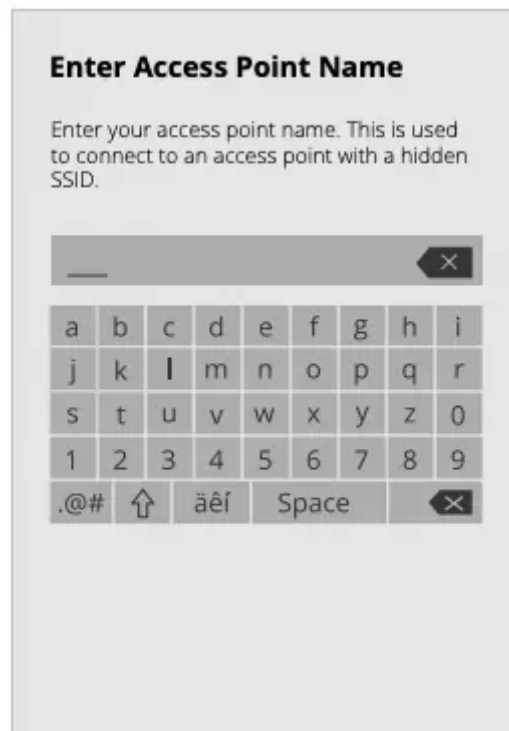 Enter Access Point Name
Enter your access point name. This is used
to connect to an access point with a hidden
SSID.
a b c d e f g h i
j k l m n o p q r
s t u v w x y z 0
1 2 3 4 5 6 7 8 9
.@# äêí Space